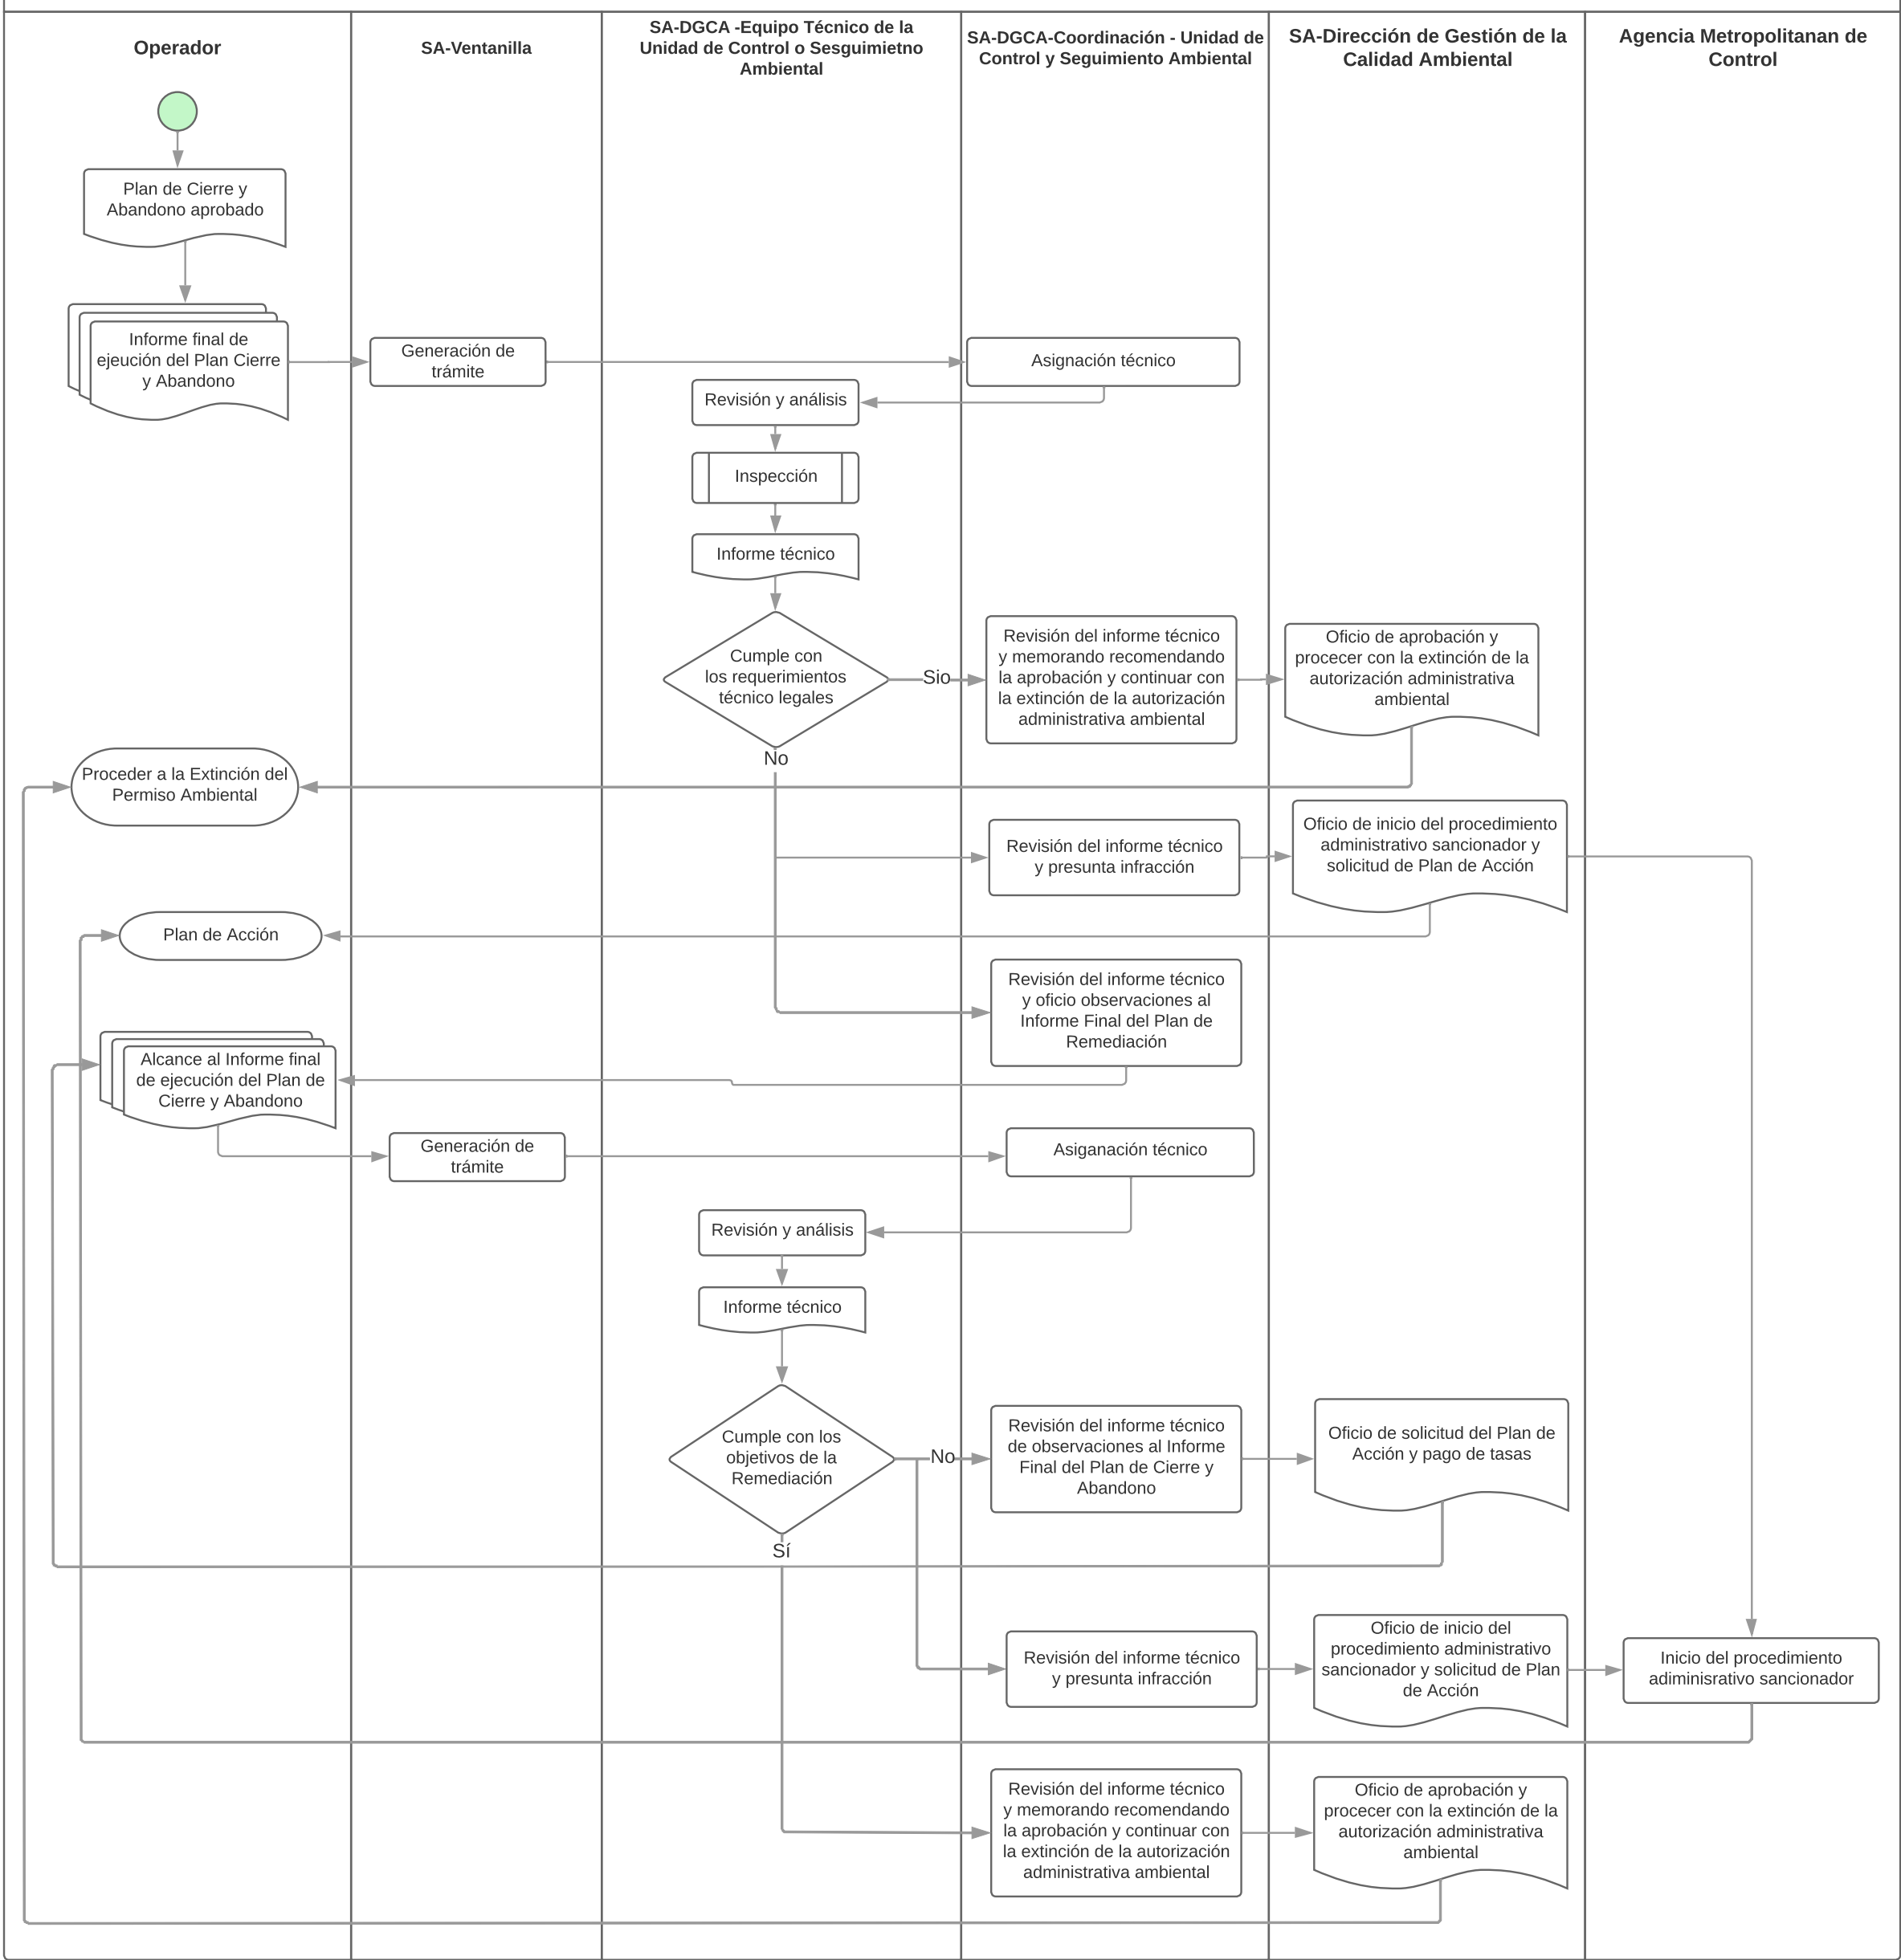 Operador
SA-Ventanilla
SA-DGCA -Equipo Técnico de la
Unidad de Control o Sesguimietno
Ambiental
SA-DGCA-Coordinación - Unidad de
Control y Seguimiento Ambiental
SA-Dirección de Gestión de la
Calidad Ambiental
Agencia Metropolitanan de
Control
Plan de Cierre y
Abandono aprobado
Informe final de
ejeución del Plan Cierre
y Abandono
Generación de
trámite
Asignación técnico
Revisión y análisis
Inspección
Informe técnico
Cumple con
los requerimientos
técnico legales
Sio
No
Revisión del informe técnico
y memorando recomendando
la aprobación y continuar con
la extinción de la autorización
administrativa ambiental
Oficio de aprobación y
procecer con la extinción de la
autorización administrativa
ambiental
Proceder a la Extinción del
Permiso Ambiental
Revisión del informe técnico
y presunta infracción
Oficio de inicio del procedimiento
administrativo sancionador y
solicitud de Plan de Acción
Plan de Acción
Revisión del informe técnico
y oficio observaciones al
Informe Final del Plan de
Remediación
Alcance al Informe final
de ejecución del Plan de
Cierre y Abandono
Generación de
trámite
Asiganación técnico
Revisión y análisis
Informe técnico
Cumple con los
objetivos de la
Remediación
No
Sí
Revisión del informe técnico
de observaciones al Informe
Final del Plan de Cierre y
Abandono
Oficio de solicitud del Plan de
Acción y pago de tasas
Revisión del informe técnico
y presunta infracción
Oficio de inicio del
procedimiento administrativo
sancionador y solicitud de Plan
de Acción
Inicio del procedimiento
adiminisrativo sancionador
Revisión del informe técnico
y memorando recomendando
la aprobación y continuar con
la extinción de la autorización
administrativa ambiental
Oficio de aprobación y
procecer con la extinción de la
autorización administrativa
ambiental